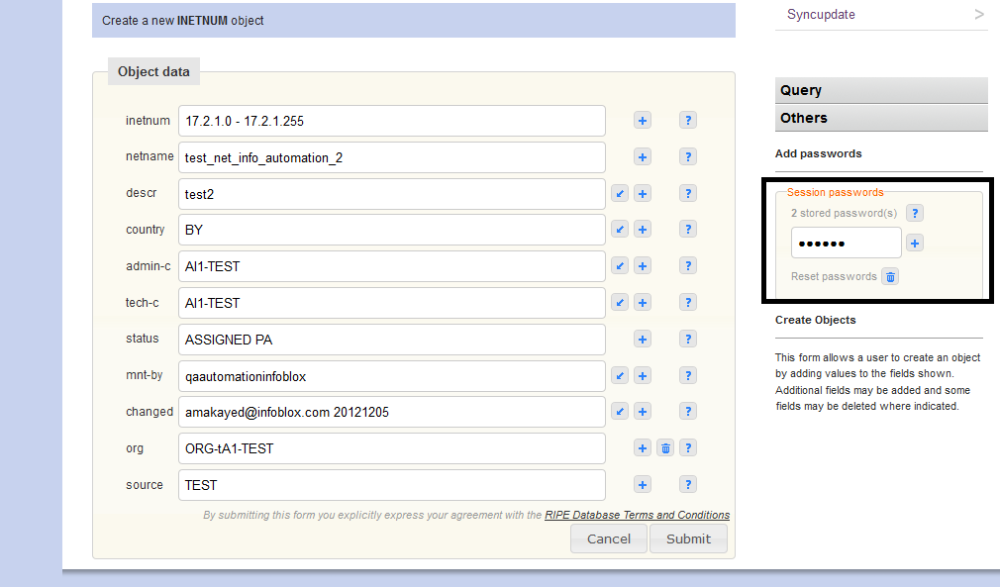 Create a new INETNUM object
Object data
inetnum 17.2.1.0 - 17.2.1.255 + ?
netname test_net_info_automation_2 + ?
descr test2 + ?
country BY + ?
admin-c AI1-TEST + ?
tech-c AI1-TEST + ?
status ASSIGNED PA + ?
mnt-by qaautomationinfoblox + ?
changed amakayed@infoblox.com 20121205 + ?
org ORG-tA1-TEST + ?
source TEST + ?
By submitting this form you explicitly express your agreement with the RIPE Database Terms and Conditions
Cancel Submit
Syncupdate >
Query
Others
Add passwords
Session passwords
2 stored password(s) ?
•••••• +
Reset passwords
Create Objects
This form allows a user to create an object
by adding values to the fields shown.
Additional fields may be added and some
fields may be deleted where indicated.